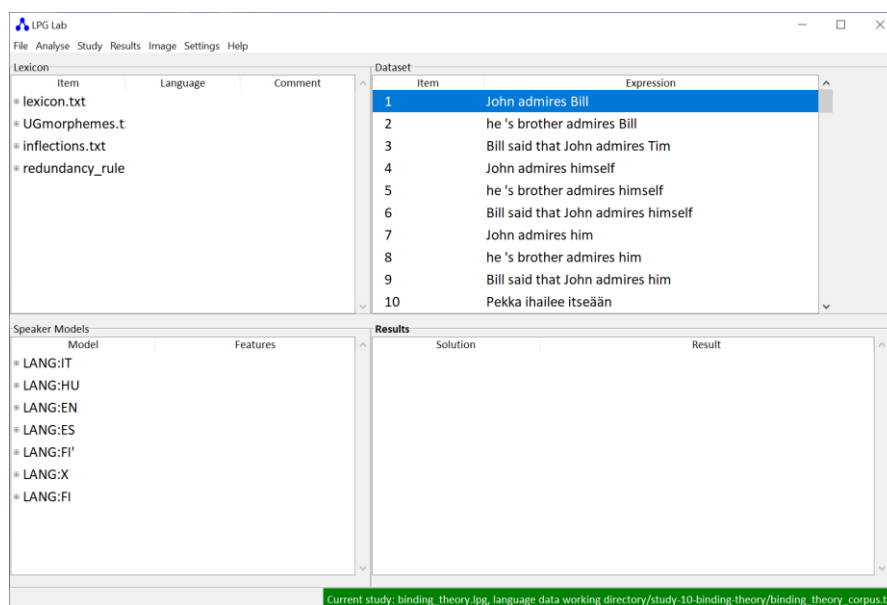 LPG Lab
File Analyse Study Results Image Settings Help
Lexicon
Item Language Comment
lexicon.txt
UGmorphemes.t
inflections.txt
redundancy_rule
Dataset
Item Expression
1 John admires Bill
2 he 's brother admires Bill
3 Bill said that John admires Tim
4 John admires himself
5 he 's brother admires himself
6 Bill said that John admires himself
7 John admires him
8 he 's brother admires him
9 Bill said that John admires him
10 Pekka ihailee itseään
Speaker Models
Model Features
LANG:IT
LANG:HU
LANG:EN
LANG:ES
LANG:FI'
LANG:X
LANG:FI
Results
Solution Result
Current study: binding_theory.lpg, language data working directory/study-10-binding-theory/binding_theory_corpus.t